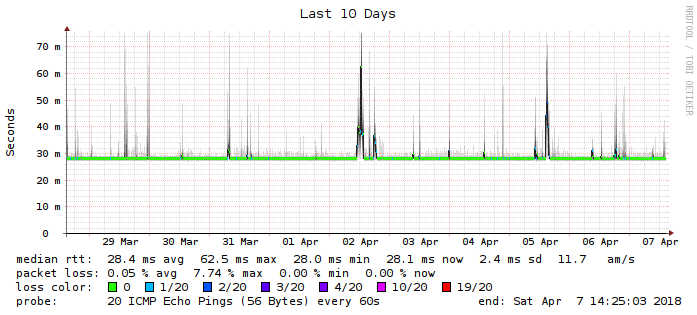 Last 10 Days
RRDTOOL / TOBI OETIKER
Seconds
70 m
60 m
50 m
40 m
30 m
20 m
10 m
0
29 Mar 30 Mar 31 Mar 01 Apr 02 Apr 03 Apr 04 Apr 05 Apr 06 Apr 07 Apr
median rtt: 28.4 ms avg 62.5 ms max 28.0 ms min 28.1 ms now 2.4 ms sd 11.7 am/s
packet loss: 0.05 % avg 7.74 % max 0.00 % min 0.00 % now
loss color: 0 1/20 2/20 3/20 4/20 10/20 19/20
probe: 20 ICMP Echo Pings (56 Bytes) every 60s end: Sat Apr 7 14:25:03 2018